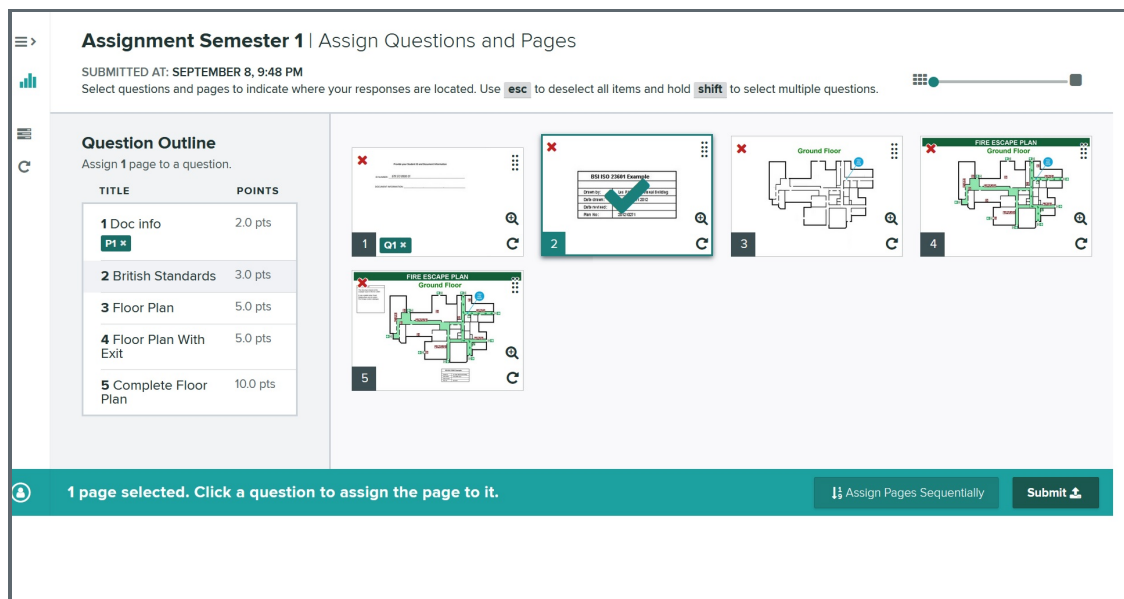 Assignment Semester 1 | Assign Questions and Pages
SUBMITTED AT: SEPTEMBER 8, 9:48 PM
Select questions and pages to indicate where your responses are located. Use esc to deselect all items and hold shift to select multiple questions.
Question Outline
Assign 1 page to a question.
TITLE POINTS
1 Doc info 2.0 pts
P1 ×
2 British Standards 3.0 pts
3 Floor Plan 5.0 pts
4 Floor Plan With Exit 5.0 pts
5 Complete Floor Plan 10.0 pts
1 Q1 ×
BSI ISO 23601 Example
Drawn by:
Date drawn: 2012
Date revised:
Plan No:
2
Ground Floor
3
FIRE ESCAPE PLAN
Ground Floor
4
FIRE ESCAPE PLAN
Ground Floor
5
1 page selected. Click a question to assign the page to it.
Assign Pages Sequentially
Submit